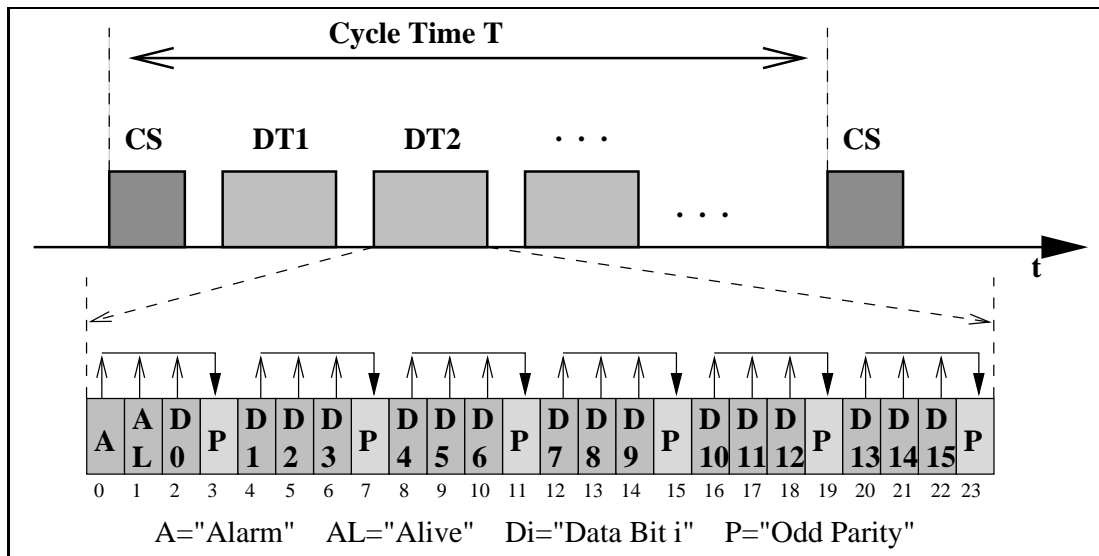 Cycle Time T
CS DT1 DT2 . . . CS
. . .
t
A A L D 0 P D 1 D 2 D 3 P D 4 D 5 D 6 P D 7 D 8 D 9 P D 10 D 11 D 12 P D 13 D 14 D 15 P
0 1 2 3 4 5 6 7 8 9 10 11 12 13 14 15 16 17 18 19 20 21 22 23
A="Alarm" AL="Alive" Di="Data Bit i" P="Odd Parity"